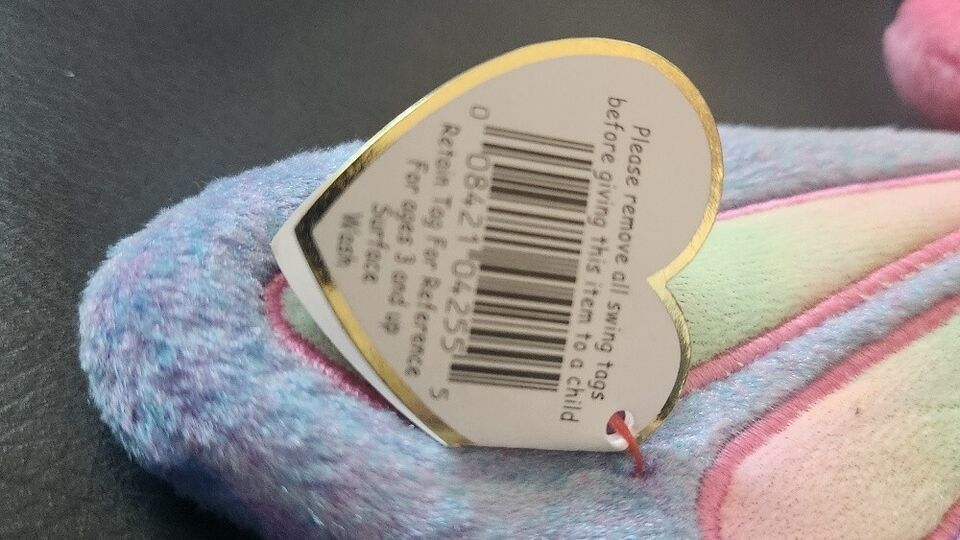 Please remove all swing tags
before giving this item to a child
0 08421 04255 5
Retain Tag For Reference
For ages 3 and up
Surface
Wash